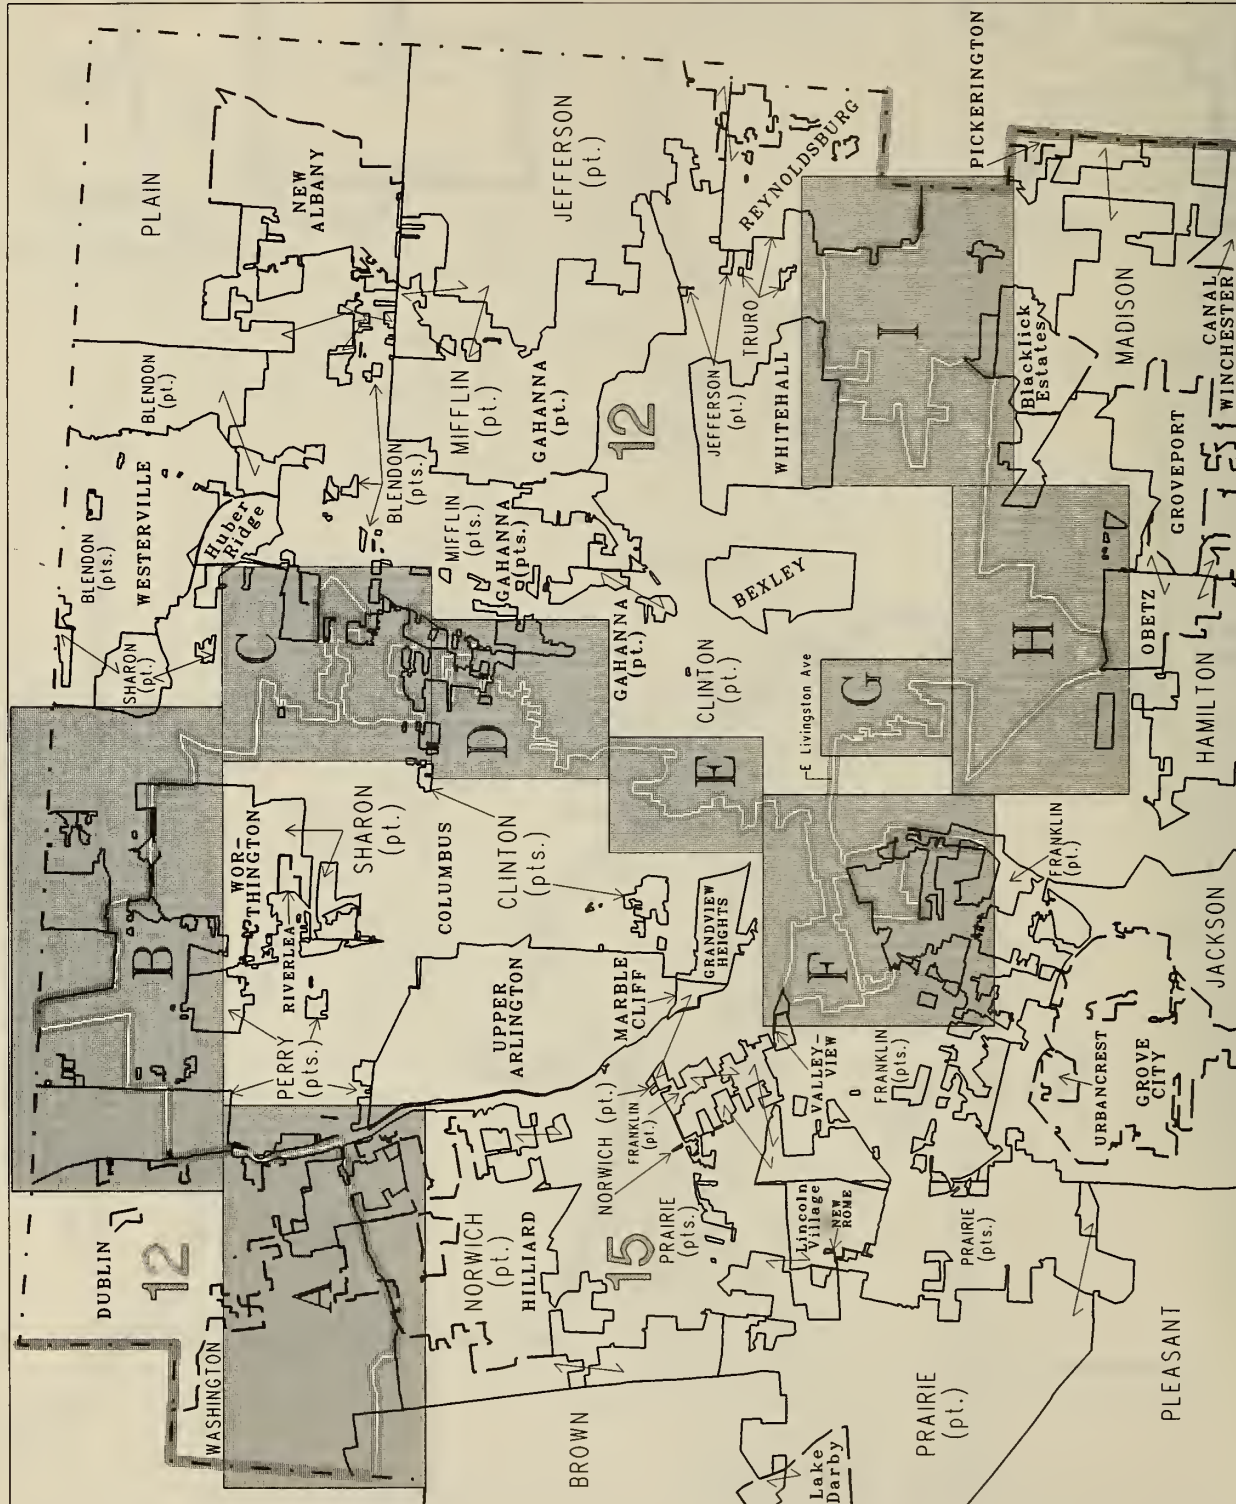 PLAIN
NEW
ALBANY
JEFFERSON
(pt.)
PICKERINGTON
REYNOLDSBURG
BLENDON
(pt.)
MIFFLIN
(pt.)
GAHANNA
(pt.)
12
JEFFERSON
(pt.)
TRURO
WHITEHALL
I
Blacklick
Estates
MADISON
CANAL
WINCHESTER
GROVEPORT
BLENDON
(pts.)
WESTERVILLE
Huber
Ridge
BLENDON
(pts.)
MIFFLIN
(pts.)
GAHANNA
(pts.)
BEXLEY
SHARON
(pt.)
C
D
GAHANNA
(pt.)
CLINTON
(pt.)
E Livingston Ave
G
H
OBETZ
HAMILTON
E
B
WOR-
THINGTON
RIVERLEA
SHARON
(pt.)
COLUMBUS
CLINTON
(pts.)
PERRY
(pts.)
UPPER
ARLINGTON
MARBLE
CLIFF
GRANDVIEW
HEIGHTS
F
FRANKLIN
(pt.)
JACKSON
NORWICH (pt.)
FRANKLIN
(pt.)
VALLEY-
VIEW
FRANKLIN
(pts.)
URBANCREST
GROVE
CITY
DUBLIN
12
A
NORWICH
(pt.)
HILLIARD
15
PRAIRIE
(pts.)
Lincoln
Village
NEW
ROME
PRAIRIE
(pts.)
WASHINGTON
BROWN
Lake
Darby
PRAIRIE
(pt.)
PLEASANT